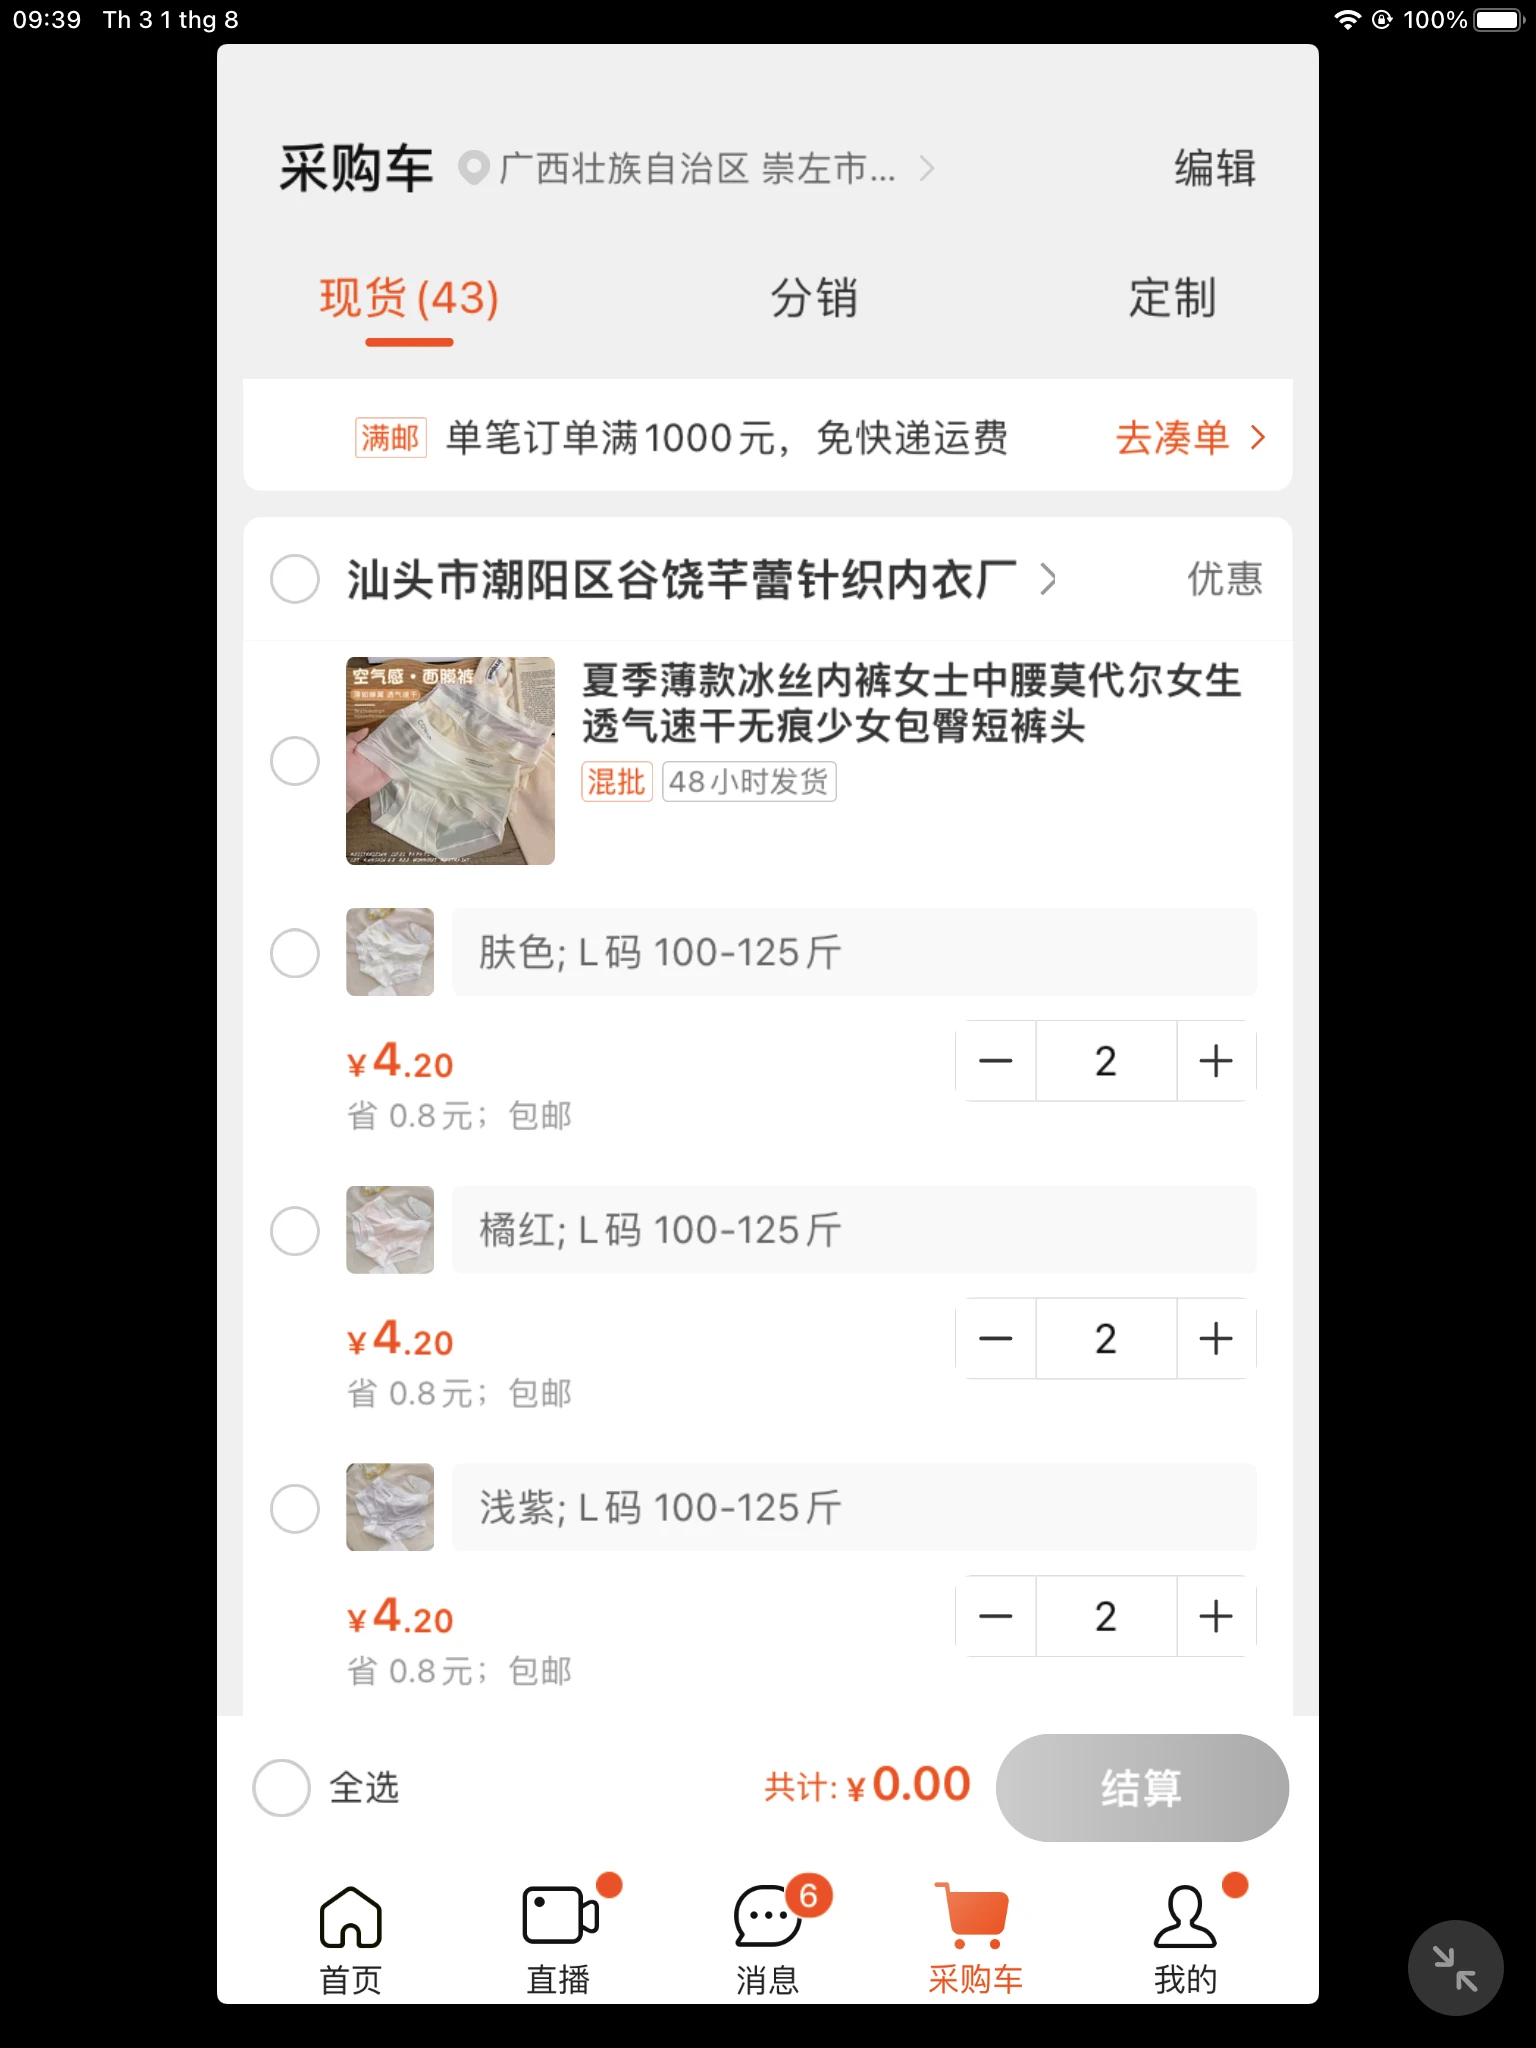 09:39 Th 3 1 thg 8
100%
采购车 广西壮族自治区 崇左市... 编辑
现货(43) 分销 定制
满邮 单笔订单满1000元，免快递运费 去凑单
汕头市潮阳区谷饶芊蕾针织内衣厂 优惠
空气感·面膜裤
夏季薄款冰丝内裤女士中腰莫代尔女生
透气速干无痕少女包臀短裤头
混批 48小时发货
肤色; L码 100-125斤
¥4.20
2
省 0.8元；包邮
橘红; L码 100-125斤
¥4.20
2
省 0.8元；包邮
浅紫; L码 100-125斤
¥4.20
2
省 0.8元；包邮
全选 共计:¥0.00 结算
6
首页 直播 消息 采购车 我的